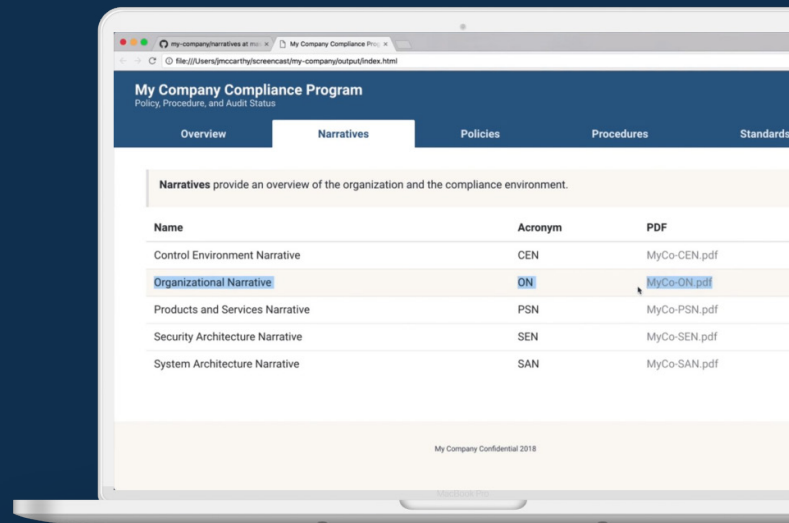 my-company/narratives at mas
My Company Compliance Prog
file:///Users/jmccarthy/screencast/my-company/output/index.html
My Company Compliance Program
Policy, Procedure, and Audit Status
Overview Narratives Policies Procedures Standards
Narratives provide an overview of the organization and the compliance environment.
Name Acronym PDF
Control Environment Narrative CEN MyCo-CEN.pdf
Organizational Narrative ON MyCo-ON.pdf
Products and Services Narrative PSN MyCo-PSN.pdf
Security Architecture Narrative SEN MyCo-SEN.pdf
System Architecture Narrative SAN MyCo-SAN.pdf
My Company Confidential 2018
MacBook Pro